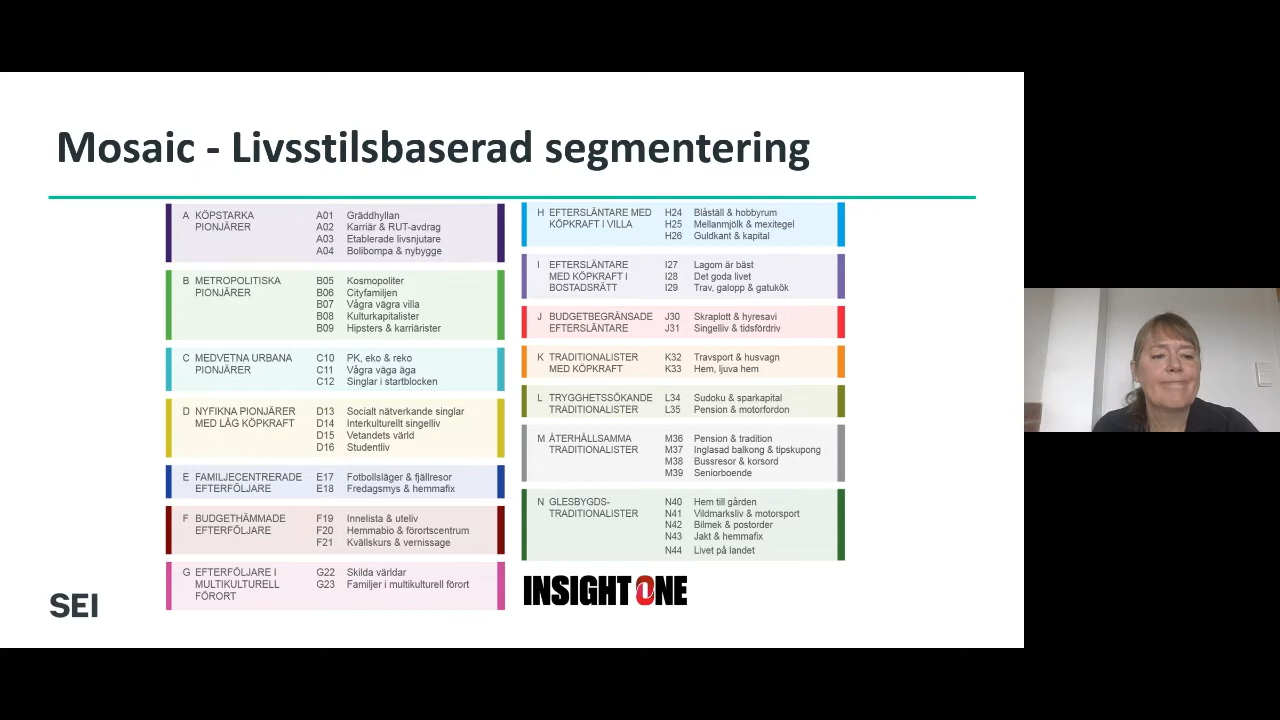 Mosaic - Livsstilsbaserad segmentering
A KÖPSTARKA PIONJÄRER
A01 Gräddhyllan
A02 Karriär & RUT-avdrag
A03 Etablerade livsnjutare
A04 Bolibompa & nybygge
B METROPOLITISKA PIONJÄRER
B05 Kosmopoliter
B06 Cityfamiljen
B07 Vågra vägra villa
B08 Kulturkapitalister
B09 Hipsters & karriärister
C MEDVETNA URBANA PIONJÄRER
C10 PK, eko & reko
C11 Vågra väga äga
C12 Singlar i startblocken
D NYFIKNA PIONJÄRER MED LÅG KÖPKRAFT
D13 Socialt nätverkande singlar
D14 Interkulturellt singelliv
D15 Vetandets värld
D16 Studentliv
E FAMILJECENTRERADE EFTERFÖLJARE
E17 Fotbollsläger & fjällresor
E18 Fredagsmys & hemmafix
F BUDGETHÄMMADE EFTERFÖLJARE
F19 Innelista & uteliv
F20 Hemmabio & förortscentrum
F21 Kvällskurs & vernissage
G EFTERFÖLJARE I MULTIKULTURELL FÖRORT
G22 Skilda världar
G23 Familjer i multikulturell förort
H EFTERSLÄNTARE MED KÖPKRAFT I VILLA
H24 Blåställ & hobbyrum
H25 Mellanmjölk & mexitegel
H26 Guldkant & kapital
I EFTERSLÄNTARE MED KÖPKRAFT I BOSTADSRÄTT
I27 Lagom är bäst
I28 Det goda livet
I29 Trav, galopp & gatukök
J BUDGETBEGRÄNSADE EFTERSLÄNTARE
J30 Skraplott & hyresavi
J31 Singelliv & tidsfördriv
K TRADITIONALISTER MED KÖPKRAFT
K32 Travsport & husvagn
K33 Hem, ljuva hem
L TRYGGHETSSÖKANDE TRADITIONALISTER
L34 Sudoku & sparkapital
L35 Pension & motorfordon
M ÅTERHÅLLSAMMA TRADITIONALISTER
M36 Pension & tradition
M37 Inglasad balkong & tipskupong
M38 Bussresor & korsord
M39 Seniorboende
N GLESBYGDS-TRADITIONALISTER
N40 Hem till gården
N41 Vildmarksliv & motorsport
N42 Bilmek & postorder
N43 Jakt & hemmafix
N44 Livet på landet
INSIGHT ONE
SEI